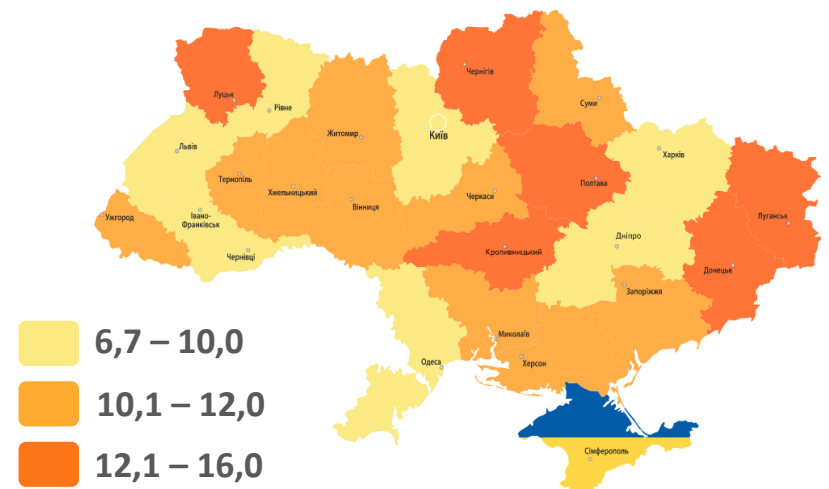 Чернігів
Луцьк
Суми
Рівне
Житомир
Київ
Львів
Харків
Тернопіль
Хмельницький
Полтава
Черкаси
Вінниця
Ужгород
Івано-
Франківськ
Луганськ
Дніпро
Чернівці
Кропивницький
Донецьк
Запоріжжя
Миколаїв
Одеса
Херсон
Сімферополь
6,7 – 10,0
10,1 – 12,0
12,1 – 16,0